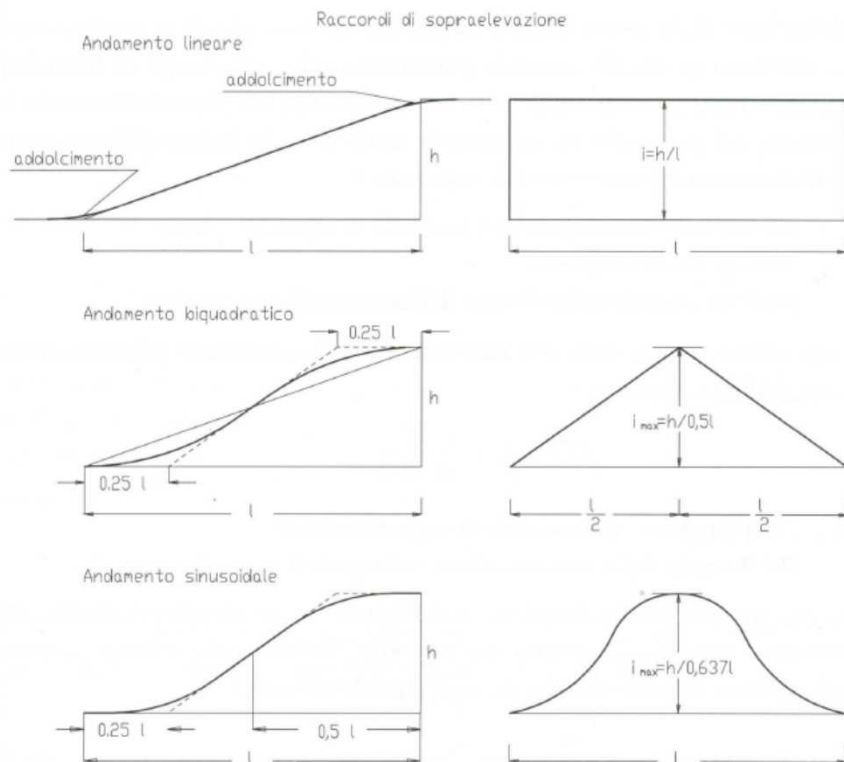 Raccordi di sopraelevazione
Andamento lineare
addolcimento
addolcimento
h
i=h/l
l
l
Andamento biquadratico
0.25 l
h
i max=h/0,5l
0.25 l
l
l
2
l
2
Andamento sinusoidale
h
i max=h/0,637l
0.25 l
0,5 l
l
l